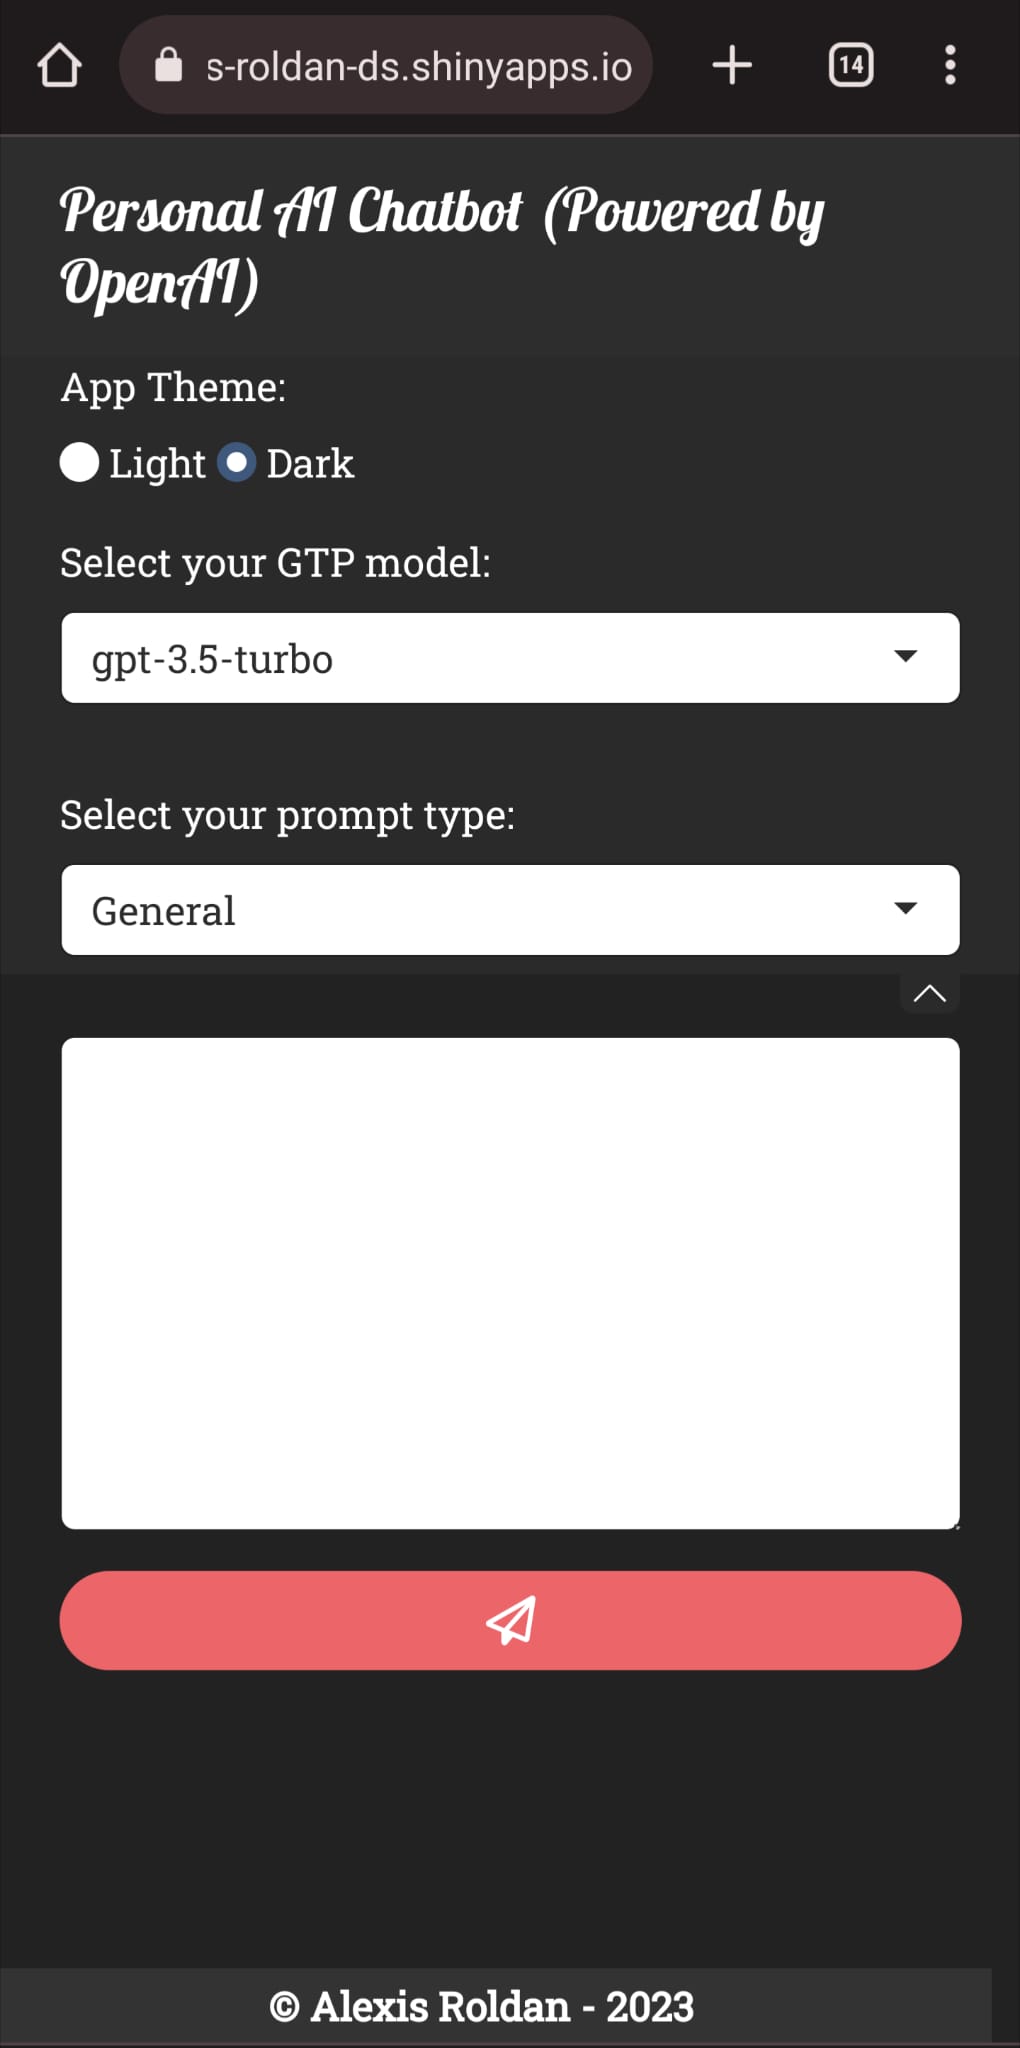 s-roldan-ds.shinyapps.io
14
Personal AI Chatbot (Powered by
OpenAI)
App Theme:
Light Dark
Select your GTP model:
gpt-3.5-turbo
Select your prompt type:
General
© Alexis Roldan - 2023